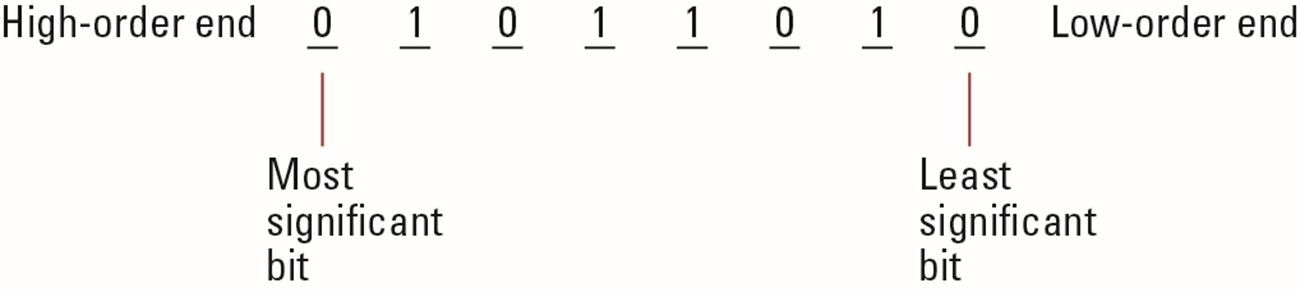 High-order end 0 1 0 1 1 0 1 0 Low-order end
Most
significant
bit
Least
significant
bit